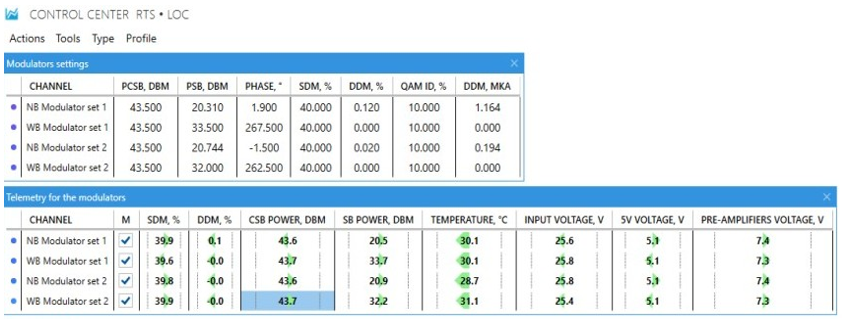 CONTROL CENTER RTS • LOC
Actions Tools Type Profile
Modulators settings
CHANNEL PCSB, DBM PSB, DBM PHASE, ° SDM, % DDM, % QAM ID, % DDM, MKA
NB Modulator set 1 43.500 20.310 1.900 40.000 0.120 10.000 1.164
WB Modulator set 1 43.500 33.500 267.500 40.000 0.000 10.000 0.000
NB Modulator set 2 43.500 20.744 -1.500 40.000 0.020 10.000 0.194
WB Modulator set 2 43.500 32.000 262.500 40.000 0.000 10.000 0.000
Telemetry for the modulators
CHANNEL M SDM, % DDM, % CSB POWER, DBM SB POWER, DBM TEMPERATURE, °C INPUT VOLTAGE, V 5V VOLTAGE, V PRE-AMPLIFIERS VOLTAGE, V
NB Modulator set 1 39.9 0.1 43.6 20.5 30.1 25.6 5.1 7.4
WB Modulator set 1 39.6 -0.0 43.7 33.7 30.1 25.8 5.1 7.3
NB Modulator set 2 39.8 -0.0 43.6 20.9 28.7 25.8 5.1 7.4
WB Modulator set 2 39.9 -0.0 43.7 32.2 31.1 25.4 5.1 7.3